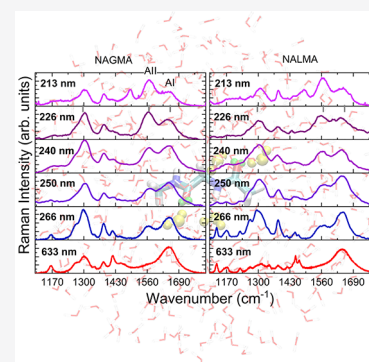 NAGMA
NALMA
AII
AI
213 nm
213 nm
226 nm
226 nm
240 nm
240 nm
250 nm
250 nm
266 nm
266 nm
633 nm
633 nm
Raman Intensity (arb. units)
1170 1300 1430 1560 1690
1170 1300 1430 1560 1690
Wavenumber (cm-1)